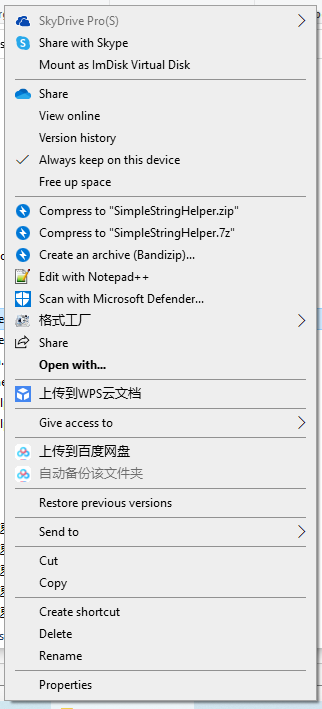 SkyDrive Pro(S)
Share with Skype
Mount as ImDisk Virtual Disk
Share
View online
Version history
Always keep on this device
Free up space
Compress to "SimpleStringHelper.zip"
Compress to "SimpleStringHelper.7z"
Create an archive (Bandizip)...
Edit with Notepad++
Scan with Microsoft Defender...
格式工厂
Share
Open with...
上传到WPS云文档
Give access to
上传到百度网盘
自动备份该文件夹
Restore previous versions
Send to
Cut
Copy
Create shortcut
Delete
Rename
Properties